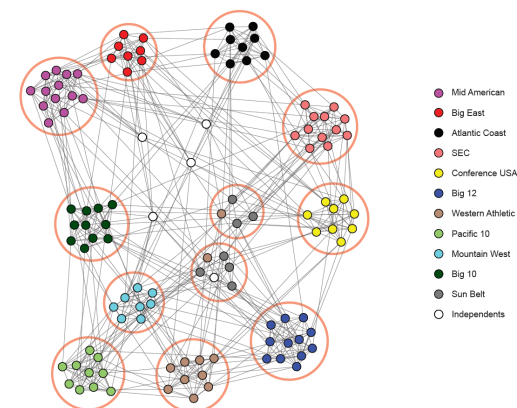 Mid American
Big East
Atlantic Coast
SEC
Conference USA
Big 12
Western Athletic
Pacific 10
Mountain West
Big 10
Sun Belt
Independents